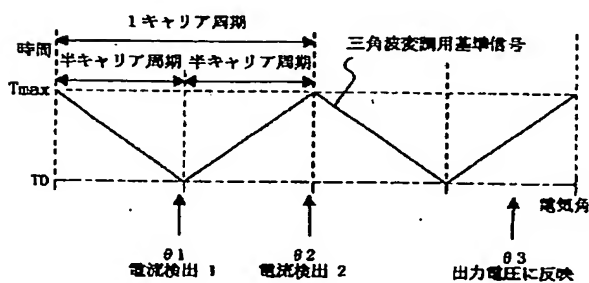 1キャリア周期
時間
三角波変調用基準信号
半キャリア周期 半キャリア周期
Tmax
TD
電気角
θ1
電流検出 1
θ2
電流検出 2
θ3
出力電圧に反映